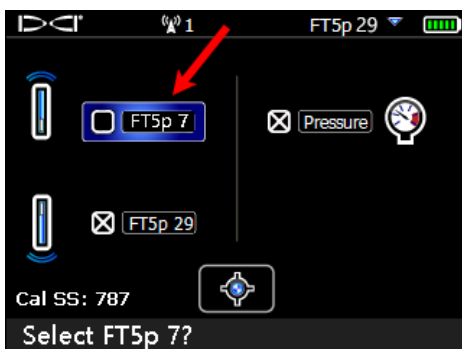 DCI 1 FT5p 29
FT5p 7 Pressure
FT5p 29
Cal SS: 787
Select FT5p 7?